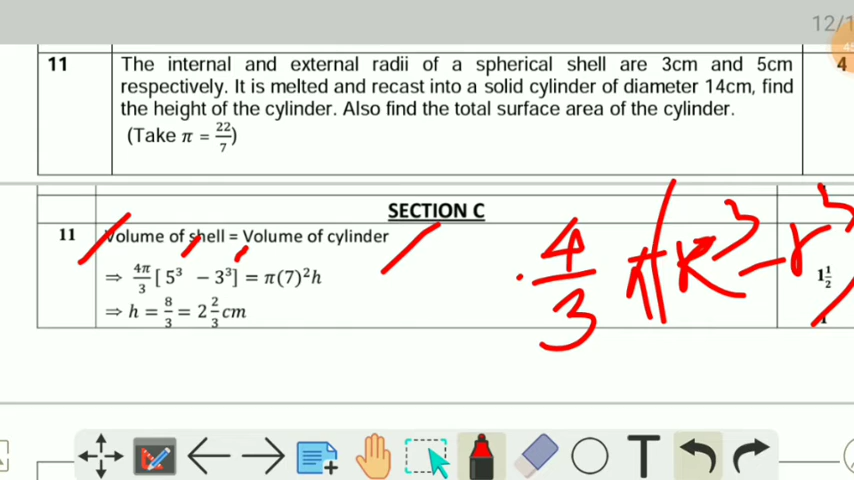 12/1
11 The internal and external radii of a spherical shell are 3cm and 5cm 4
respectively. It is melted and recast into a solid cylinder of diameter 14cm, find
the height of the cylinder. Also find the total surface area of the cylinder.
(Take π = 22/7)
SECTION C
11 Volume of shell = Volume of cylinder
⇒ 4π/3 [ 5³ − 3³] = π(7)²h
⇒ h = 8/3 = 2 2/3 cm
1 1/2
4/3 π(R³−r³
T